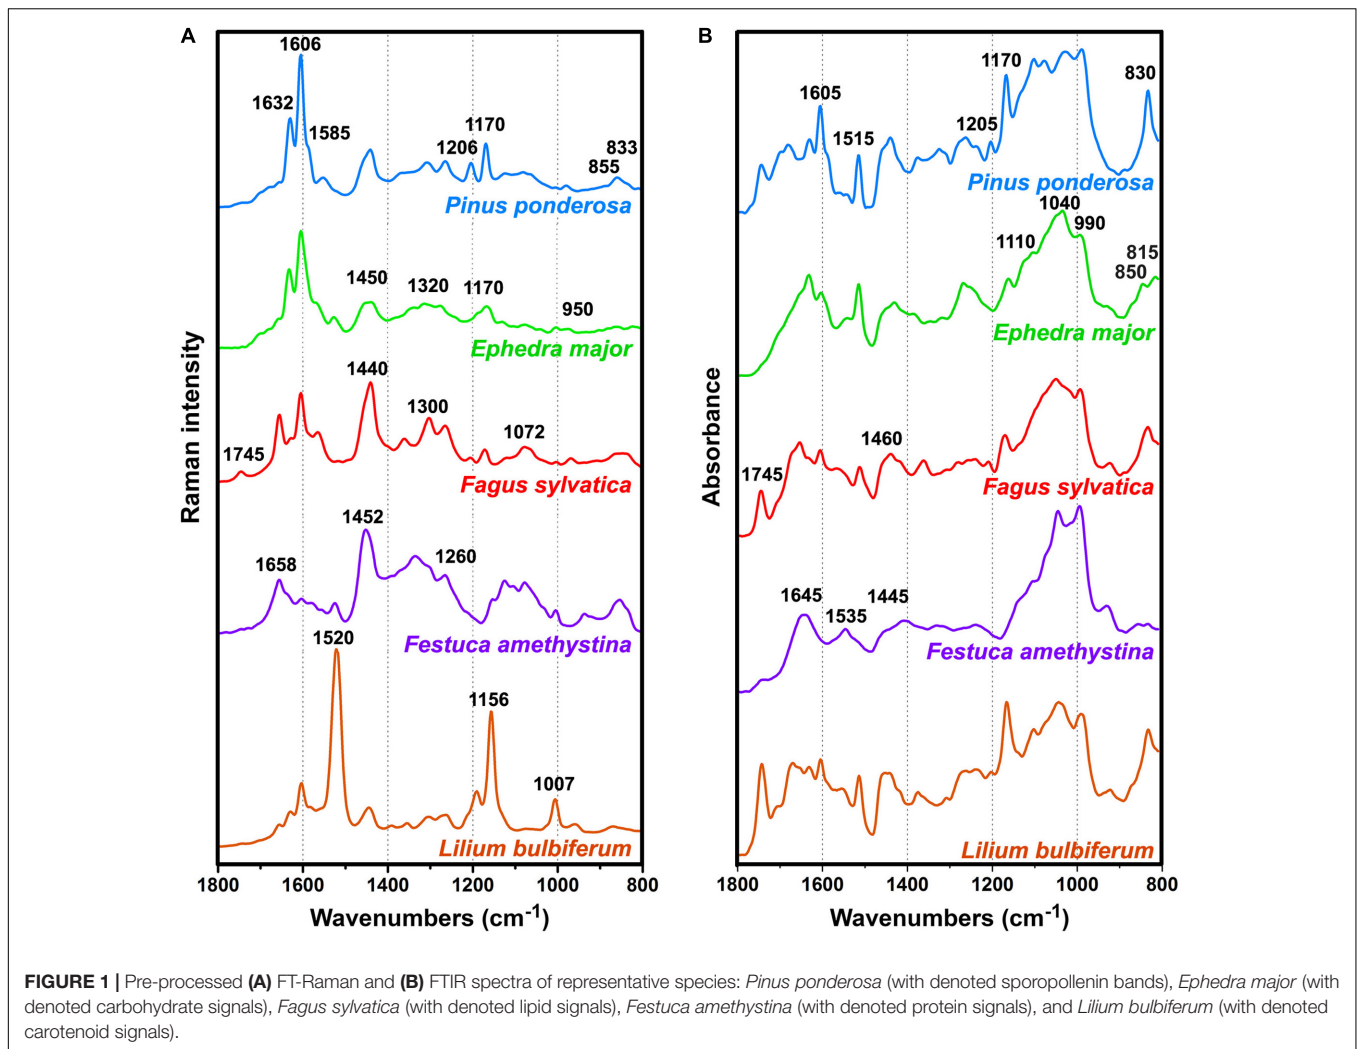 A
1606
1632
1585
1170
1206
833
855
Pinus ponderosa
1450
1320
1170
950
Ephedra major
1440
1300
1072
1745
Fagus sylvatica
1452
1658
1260
Festuca amethystina
1520
1156
1007
Lilium bulbiferum
1800 1600 1400 1200 1000 800
Wavenumbers (cm-1)
Raman intensity
B
1170
830
1605
1515
1205
Pinus ponderosa
1040
990
1110
815
850
Ephedra major
1460
1745
Fagus sylvatica
1645
1535
1445
Festuca amethystina
Lilium bulbiferum
1800 1600 1400 1200 1000 800
Wavenumbers (cm-1)
Absorbance
FIGURE 1 | Pre-processed (A) FT-Raman and (B) FTIR spectra of representative species: Pinus ponderosa (with denoted sporopollenin bands), Ephedra major (with
denoted carbohydrate signals), Fagus sylvatica (with denoted lipid signals), Festuca amethystina (with denoted protein signals), and Lilium bulbiferum (with denoted
carotenoid signals).